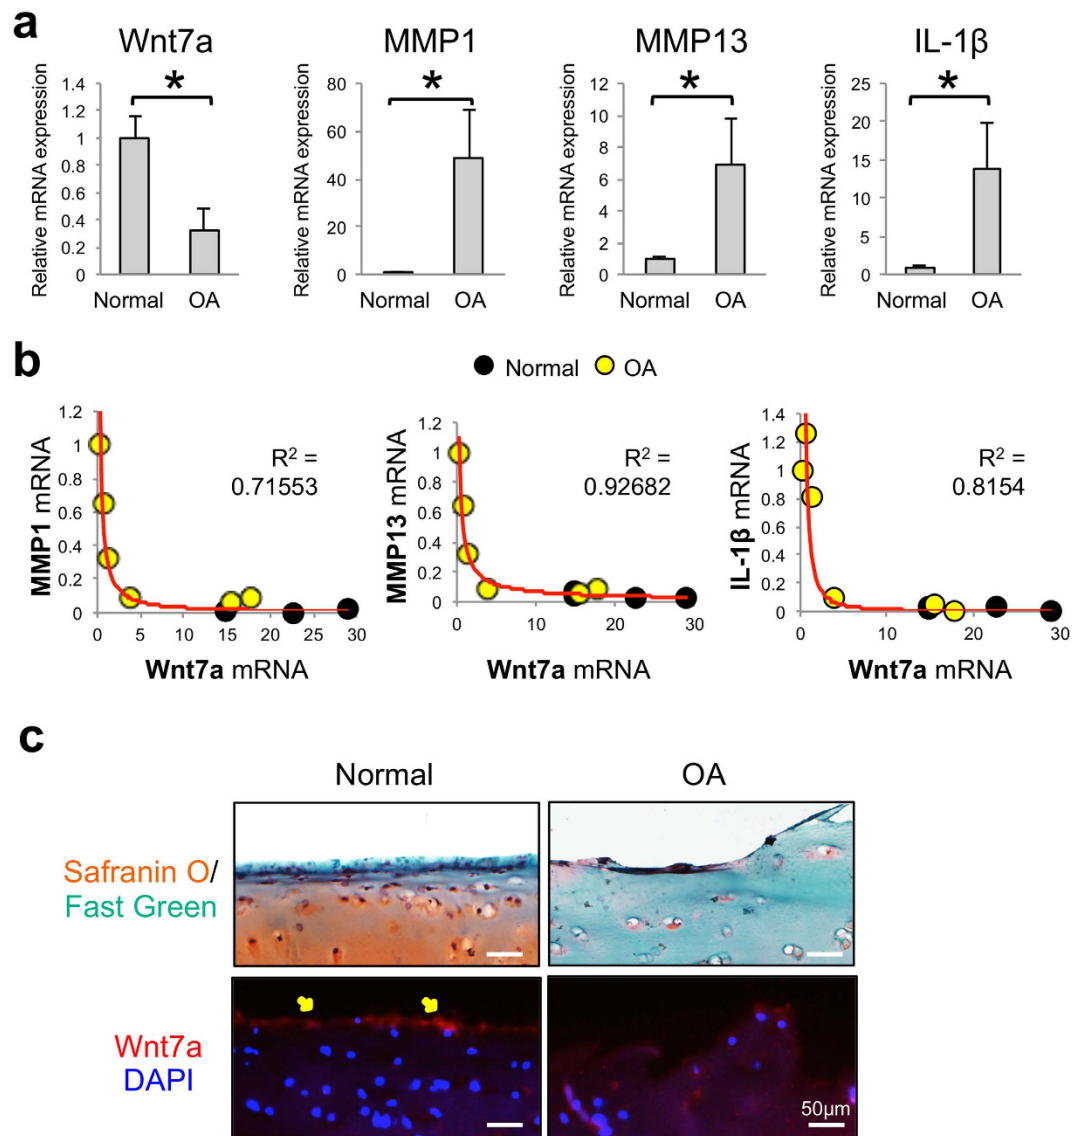 a
Wnt7a
MMP1
MMP13
IL-1β
Relative mRNA expression
1.4
1.2
1
0.8
0.6
0.4
0.2
0
*
Normal
OA
Relative mRNA expression
80
60
40
20
0
*
Normal
OA
Relative mRNA expression
12
10
8
6
4
2
0
*
Normal
OA
Relative mRNA expression
25
20
15
10
5
0
*
Normal
OA
b
Normal
OA
MMP1 mRNA
1.2
1
0.8
0.6
0.4
0.2
0
R² =
0.71553
0 5 10 15 20 25 30
Wnt7a mRNA
MMP13 mRNA
1.2
1
0.8
0.6
0.4
0.2
0
R² =
0.92682
0 10 20 30
Wnt7a mRNA
IL-1β mRNA
1.4
1.2
1
0.8
0.6
0.4
0.2
0
R² =
0.8154
0 10 20 30
Wnt7a mRNA
c
Normal
OA
Safranin O/
Fast Green
Wnt7a
DAPI
50μm